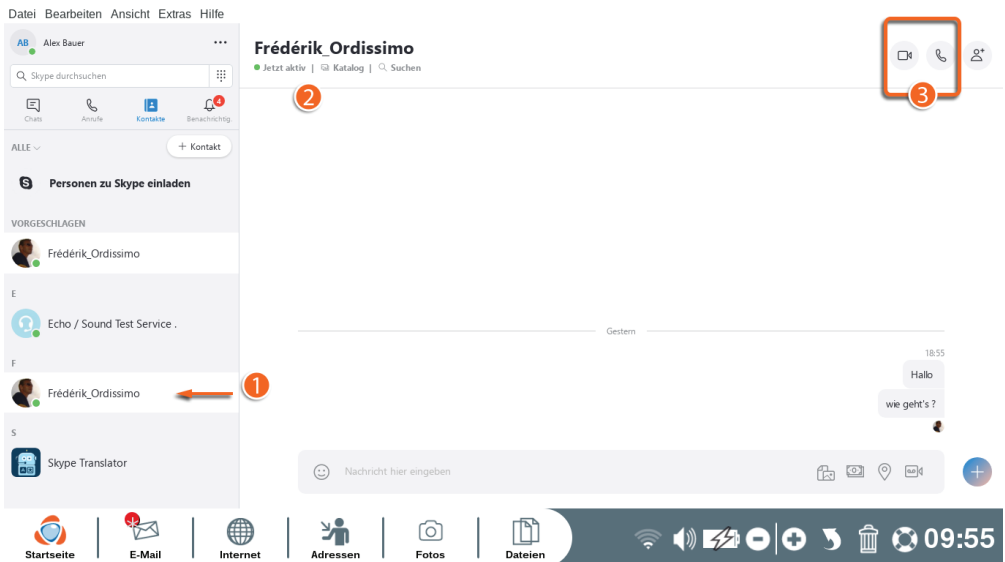 Datei Bearbeiten Ansicht Extras Hilfe
AB Alex Bauer
Skype durchsuchen
Chats Anrufe Kontakte Benachrichtig. 4
ALLE + Kontakt
Personen zu Skype einladen
VORGESCHLAGEN
Frédérik_Ordissimo
E
Echo / Sound Test Service .
F
Frédérik_Ordissimo
1
S
Skype Translator
Frédérik_Ordissimo
Jetzt aktiv | Katalog | Suchen
2
3
Gestern
18:55
Hallo
wie geht's ?
Nachricht hier eingeben
Startseite E-Mail Internet Adressen Fotos Dateien 09:55